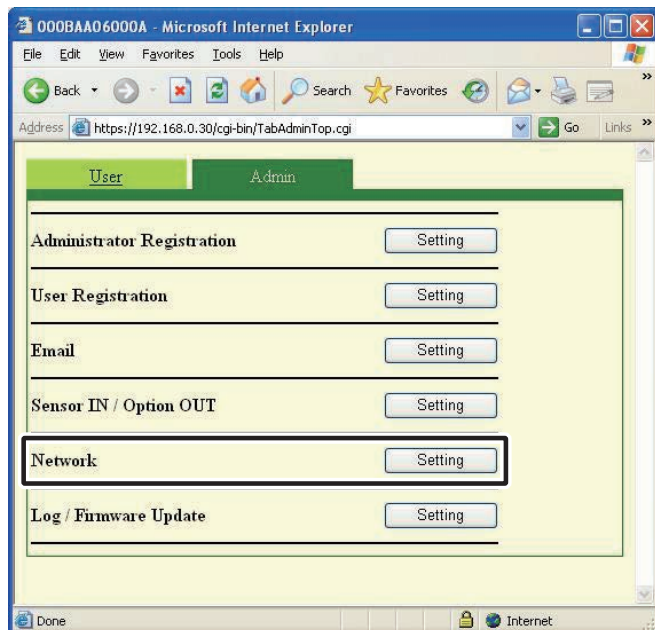 000BAA06000A - Microsoft Internet Explorer
File Edit View Favorites Tools Help
Back Search Favorites »
Address https://192.168.0.30/cgi-bin/TabAdminTop.cgi Go Links »
User Admin
Administrator Registration Setting
User Registration Setting
Email Setting
Sensor IN / Option OUT Setting
Network Setting
Log / Firmware Update Setting
Done Internet